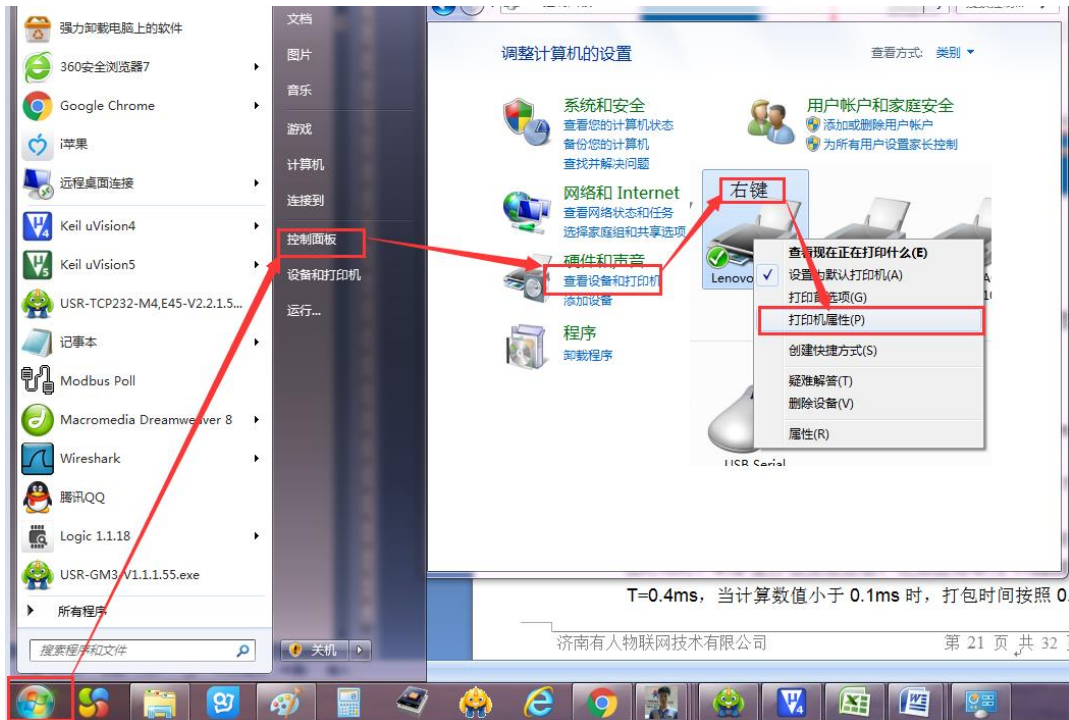 强力卸载电脑上的软件
360安全浏览器7
Google Chrome
i苹果
远程桌面连接
Keil uVision4
Keil uVision5
USR-TCP232-M4,E45-V2.2.1.5...
记事本
Modbus Poll
Macromedia Dreamweaver 8
Wireshark
腾讯QQ
Logic 1.1.18
USR-GM3-V1.1.1.55.exe
所有程序
搜索程序和文件
文档
图片
音乐
游戏
计算机
连接到
控制面板
设备和打印机
运行...
关机
调整计算机的设置
查看方式: 类别
系统和安全
查看您的计算机状态
备份您的计算机
查找并解决问题
网络和 Internet
查看网络状态和任务
选择家庭组和共享选项
硬件和声音
查看设备和打印机
添加设备
程序
卸载程序
用户帐户和家庭安全
添加或删除用户帐户
为所有用户设置家长控制
右键
Lenovo
查看现在正在打印什么(E)
设置为默认打印机(A)
打印首选项(G)
打印机属性(P)
创建快捷方式(S)
疑难解答(T)
删除设备(V)
属性(R)
USB Serial
T=0.4ms，当计算数值小于 0.1ms 时，打包时间按照 0.
济南有人物联网技术有限公司
第 21 页 共 32